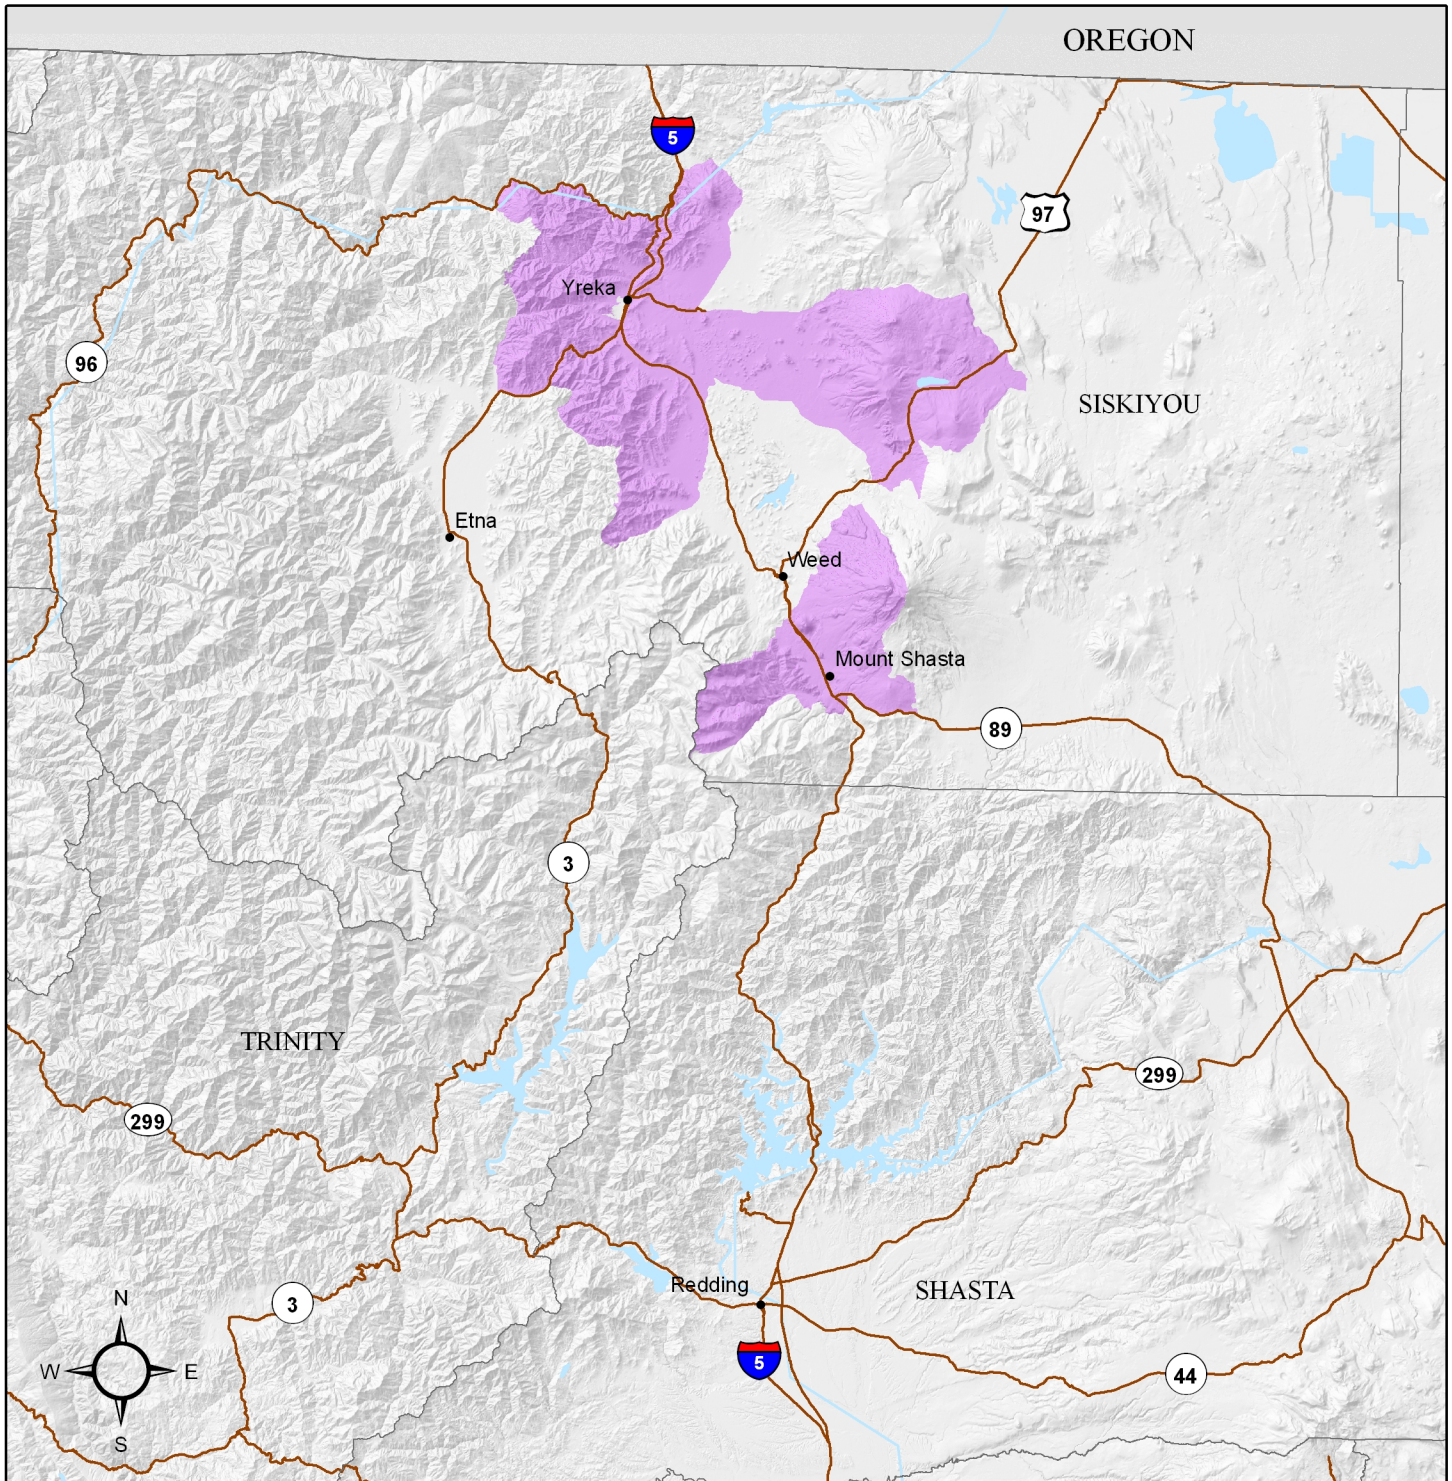 OREGON
5
97
Yreka
96
SISKIYOU
Etna
Weed
Mount Shasta
89
3
TRINITY
299
299
Redding
SHASTA
N
3
W E
5
44
S